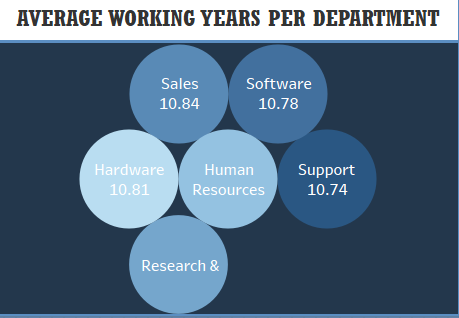 AVERAGE WORKING YEARS PER DEPARTMENT
Sales
10.84
Software
10.78
Hardware
10.81
Human
Resources
Support
10.74
Research &